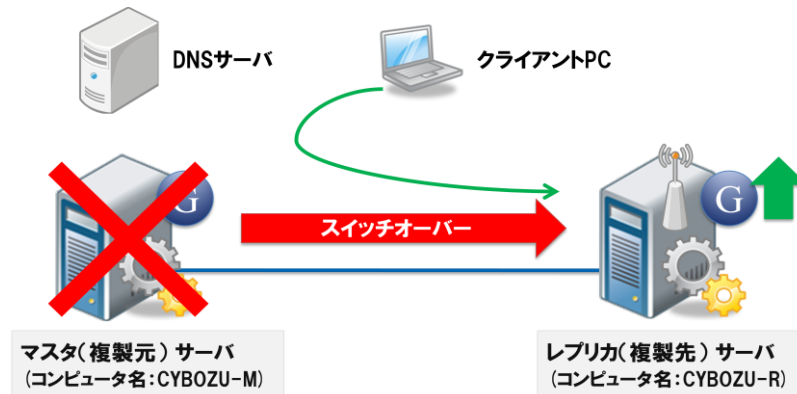 DNSサーバ
クライアントPC
G
G
スイッチオーバー
マスタ(複製元)サーバ
(コンピュータ名:CYBOZU-M)
レプリカ(複製先)サーバ
(コンピュータ名:CYBOZU-R)